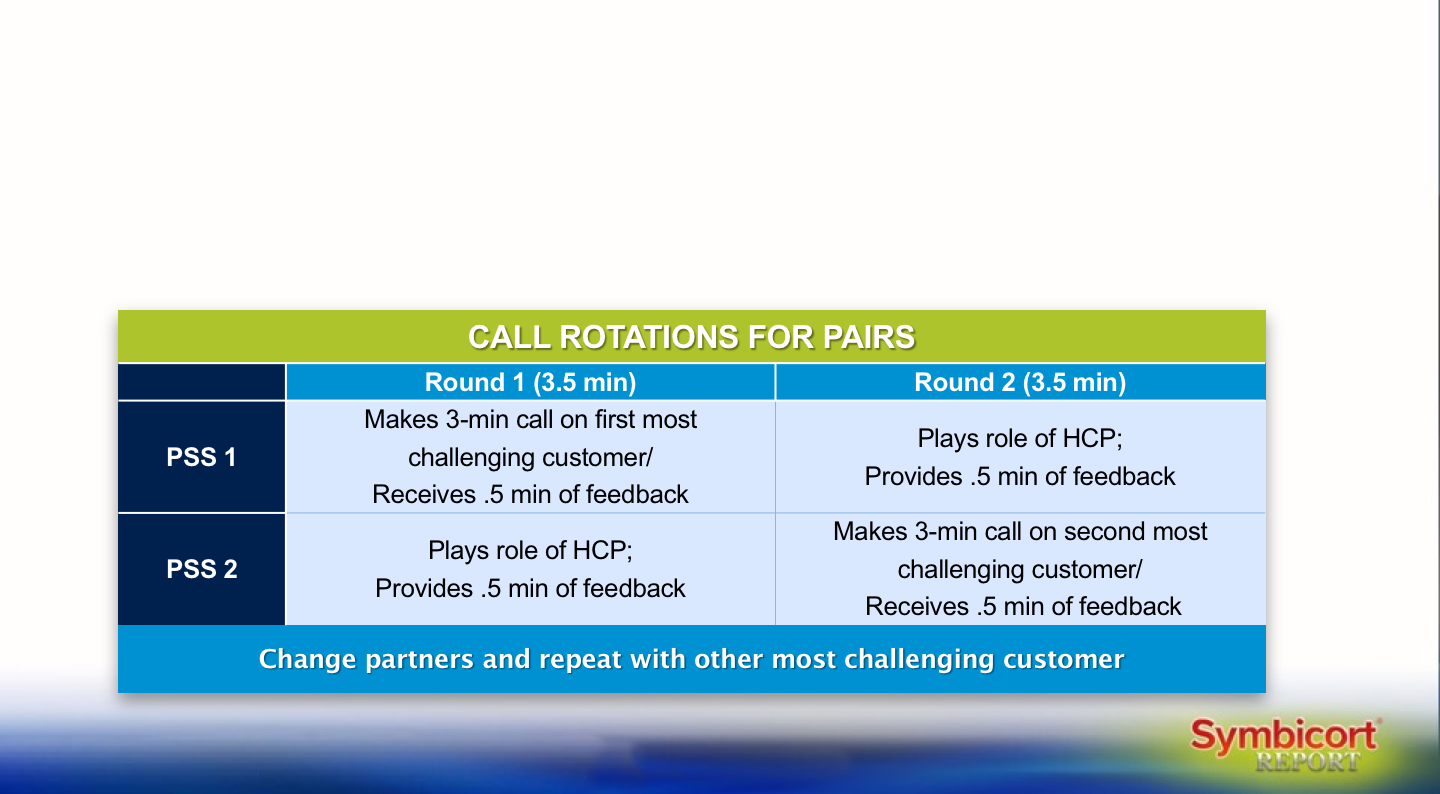 CALL ROTATIONS FOR PAIRS
Round 1 (3.5 min)
Round 2 (3.5 min)
PSS 1
Makes 3-min call on first most
challenging customer/
Receives .5 min of feedback
Plays role of HCP;
Provides .5 min of feedback
PSS 2
Plays role of HCP;
Provides .5 min of feedback
Makes 3-min call on second most
challenging customer/
Receives .5 min of feedback
Change partners and repeat with other most challenging customer
Symbicort®
REPORT